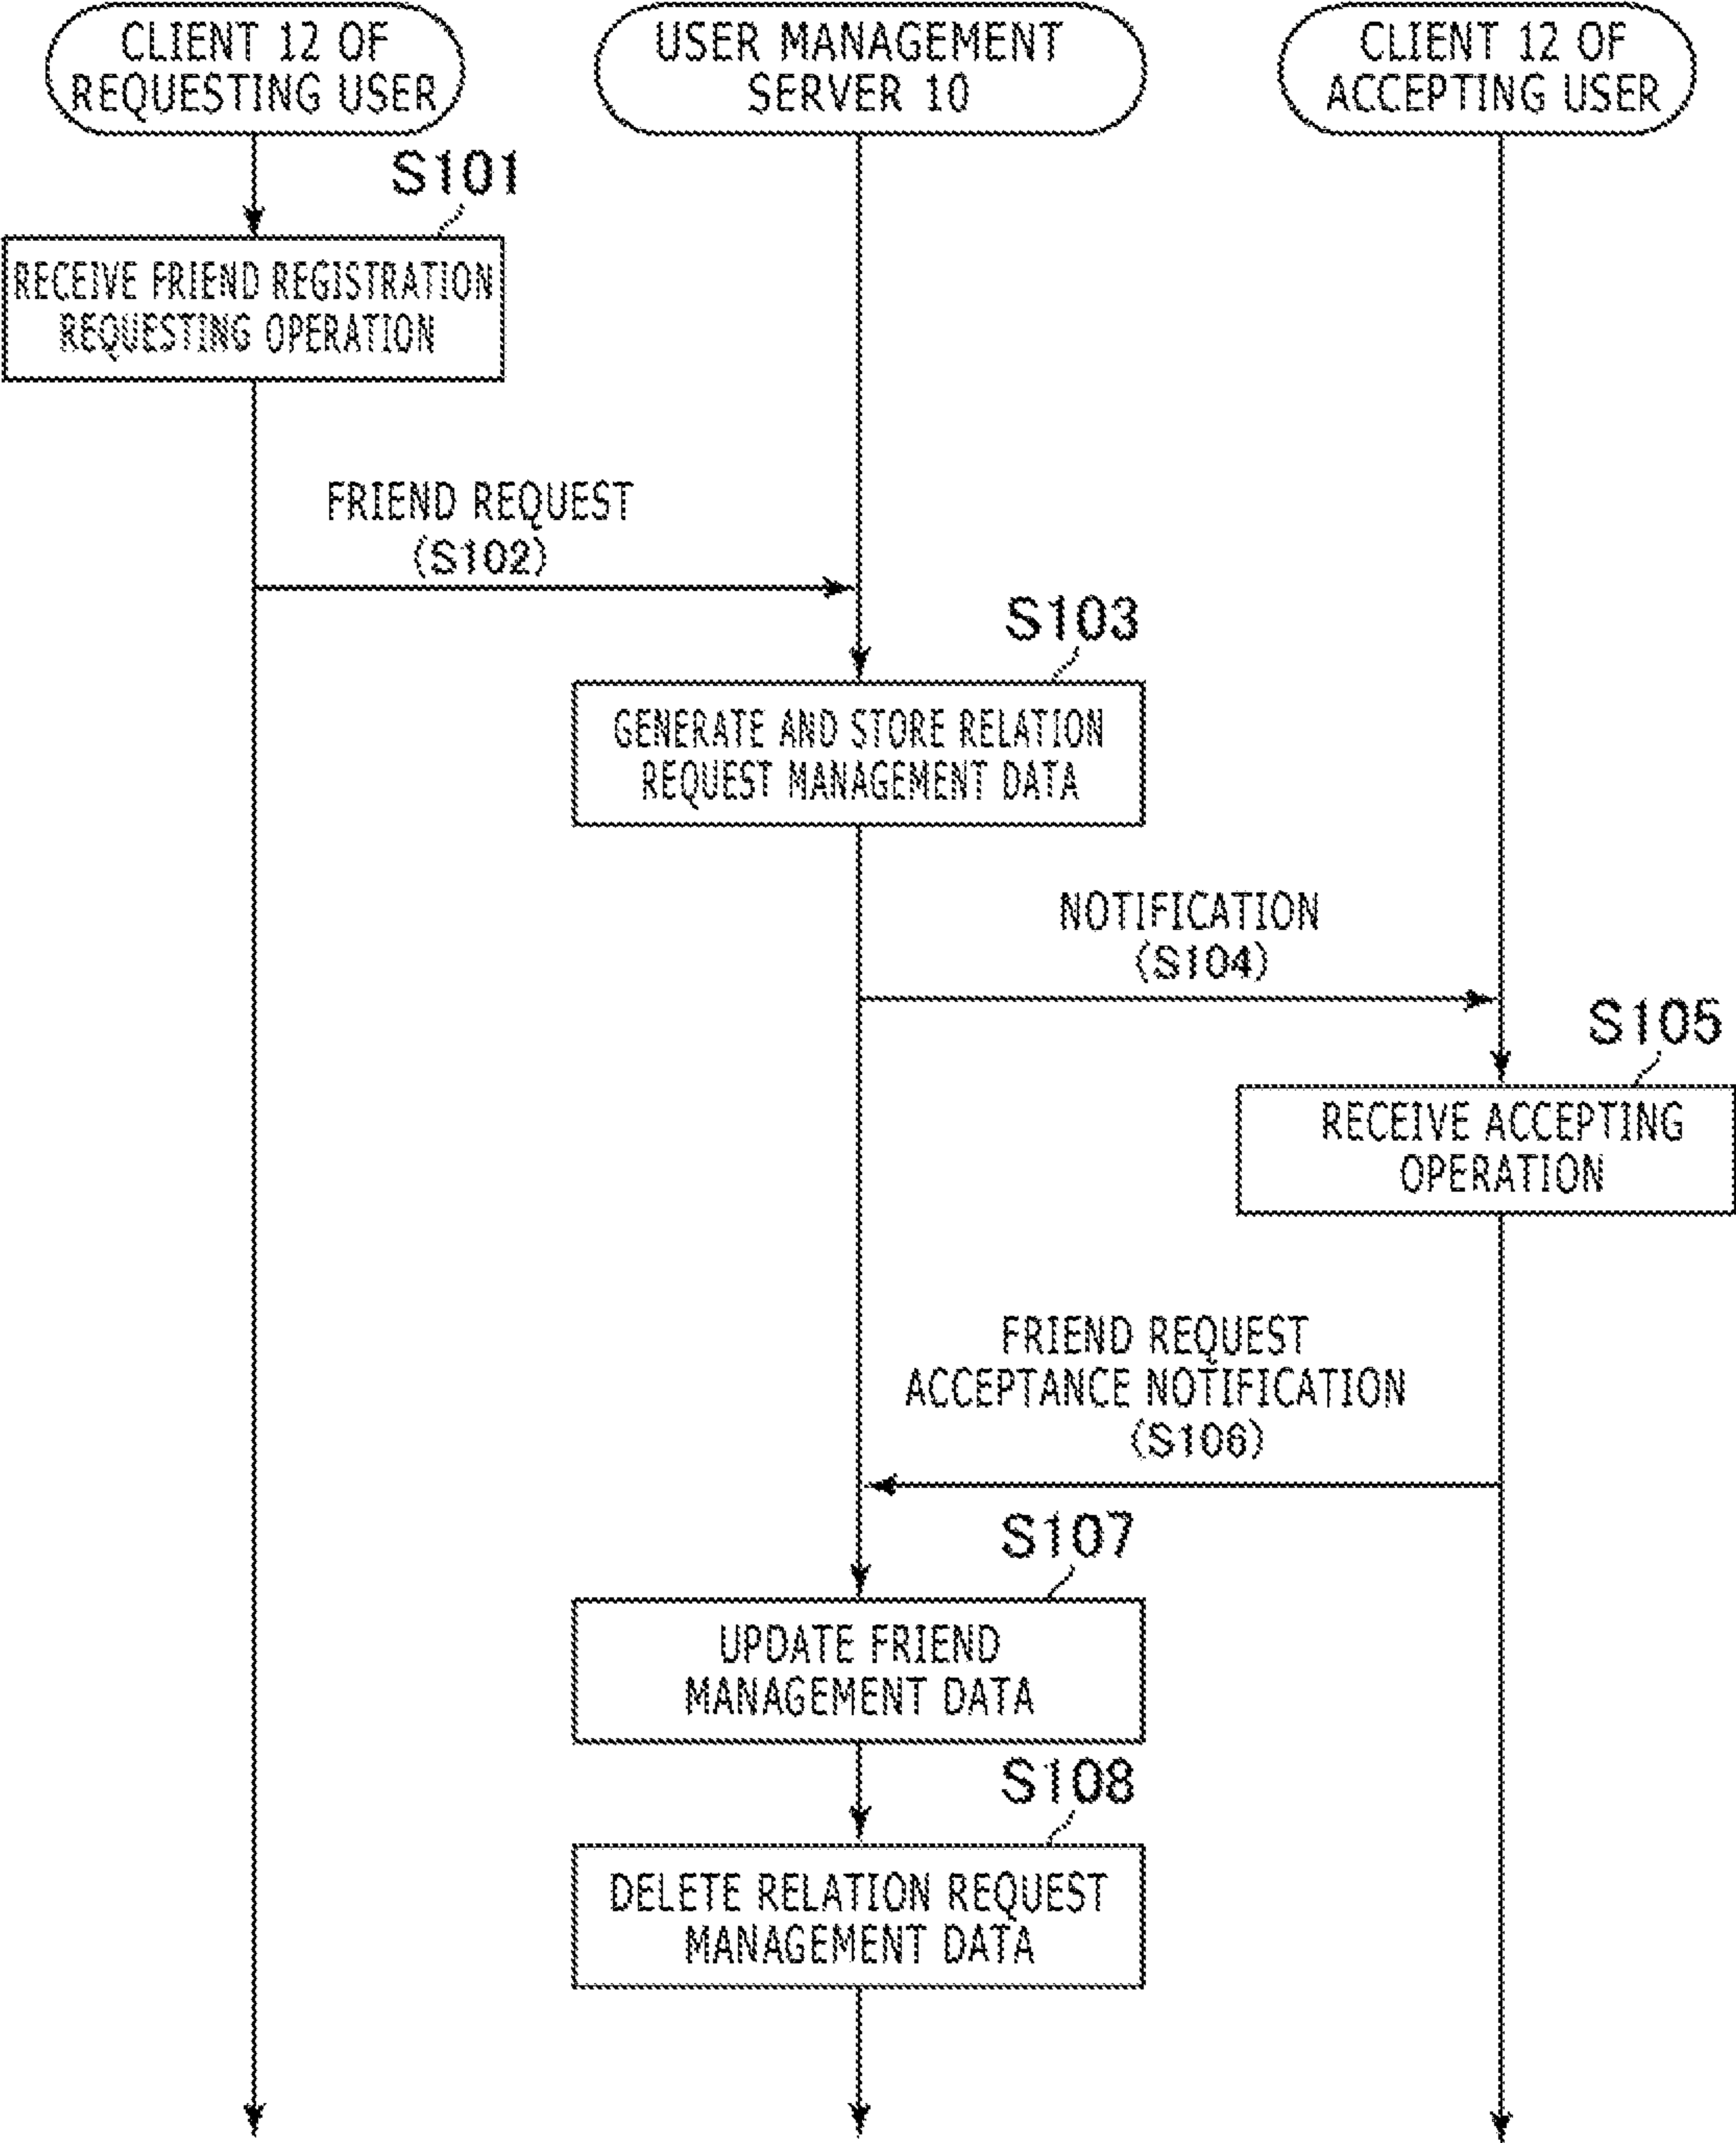 CLIENT 12 OF
REQUESTING USER
USER MANAGEMENT
SERVER 10
CLIENT 12 OF
ACCEPTING USER
S101
RECEIVE FRIEND REGISTRATION
REQUESTING OPERATION
FRIEND REQUEST
(S102)
S103
GENERATE AND STORE RELATION
REQUEST MANAGEMENT DATA
NOTIFICATION
(S104)
S105
RECEIVE ACCEPTING
OPERATION
FRIEND REQUEST
ACCEPTANCE NOTIFICATION
(S106)
S107
UPDATE FRIEND
MANAGEMENT DATA
S108
DELETE RELATION REQUEST
MANAGEMENT DATA